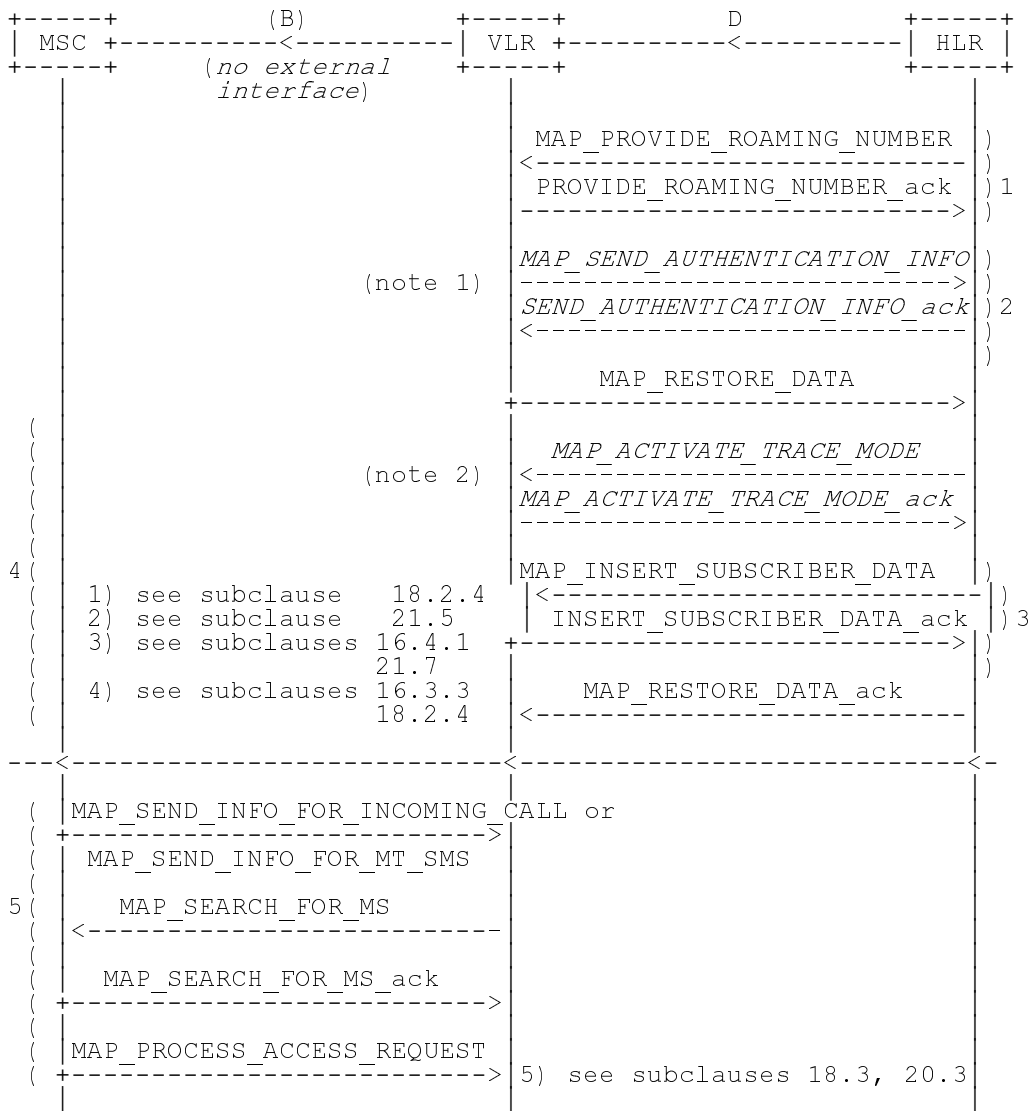 (B) D
MSC VLR HLR
(no external
interface)
MAP_PROVIDE_ROAMING_NUMBER )
)
PROVIDE_ROAMING_NUMBER_ack )1
)
MAP_SEND_AUTHENTICATION_INFO )
(note 1) )
SEND_AUTHENTICATION_INFO_ack )2
)
)
MAP_RESTORE_DATA
(
( MAP_ACTIVATE_TRACE_MODE
( (note 2)
( MAP_ACTIVATE_TRACE_MODE_ack
(
(
4( MAP_INSERT_SUBSCRIBER_DATA )
( 1) see subclause 18.2.4 )
( 2) see subclause 21.5 INSERT_SUBSCRIBER_DATA_ack )3
( 3) see subclauses 16.4.1 )
( 21.7 )
( 4) see subclauses 16.3.3 MAP_RESTORE_DATA_ack
( 18.2.4
( MAP_SEND_INFO_FOR_INCOMING_CALL or
(
( MAP_SEND_INFO_FOR_MT_SMS
(
5( MAP_SEARCH_FOR_MS
(
(
( MAP_SEARCH_FOR_MS_ack
(
(
( MAP_PROCESS_ACCESS_REQUEST
( 5) see subclauses 18.3, 20.3